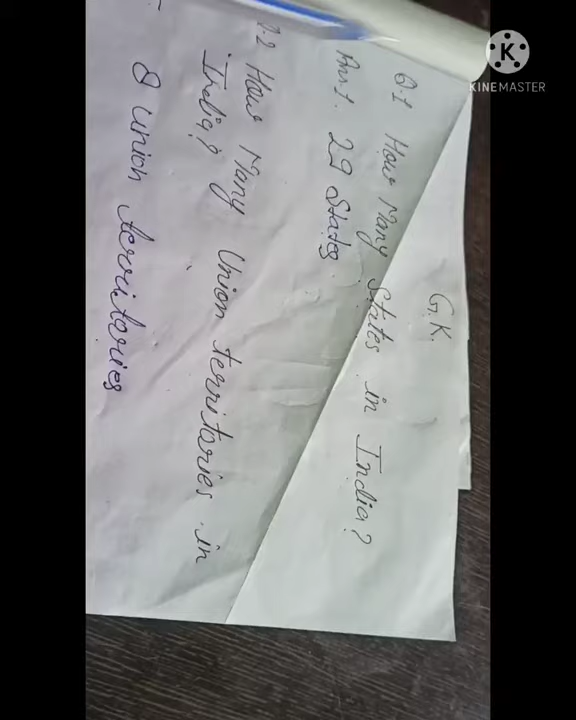 G.K.
Q.1 How Many States in India?
Ans.1. 29 States.
Q.2 How Many Union territories in
India?
8 union territories
K
KINEMASTER